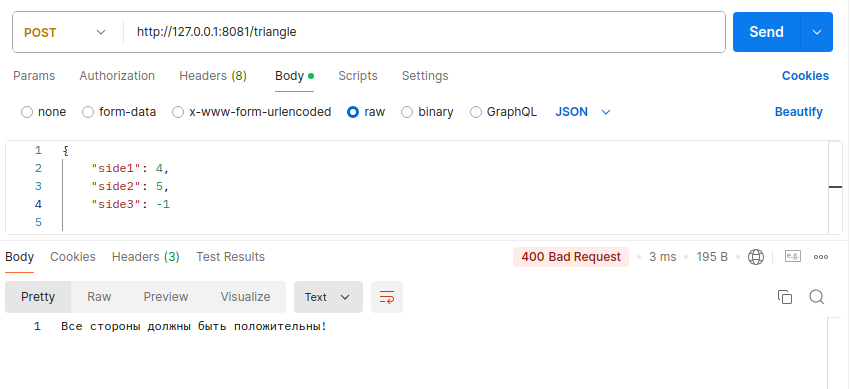 POST http://127.0.0.1:8081/triangle Send
Params Authorization Headers (8) Body Scripts Settings Cookies
none form-data x-www-form-urlencoded raw binary GraphQL JSON Beautify
1 {
2 "side1": 4,
3 "side2": 5,
4 "side3": -1
5
Body Cookies Headers (3) Test Results 400 Bad Request 3 ms 195 B e.g.
Pretty Raw Preview Visualize Text
1 Все стороны должны быть положительны!